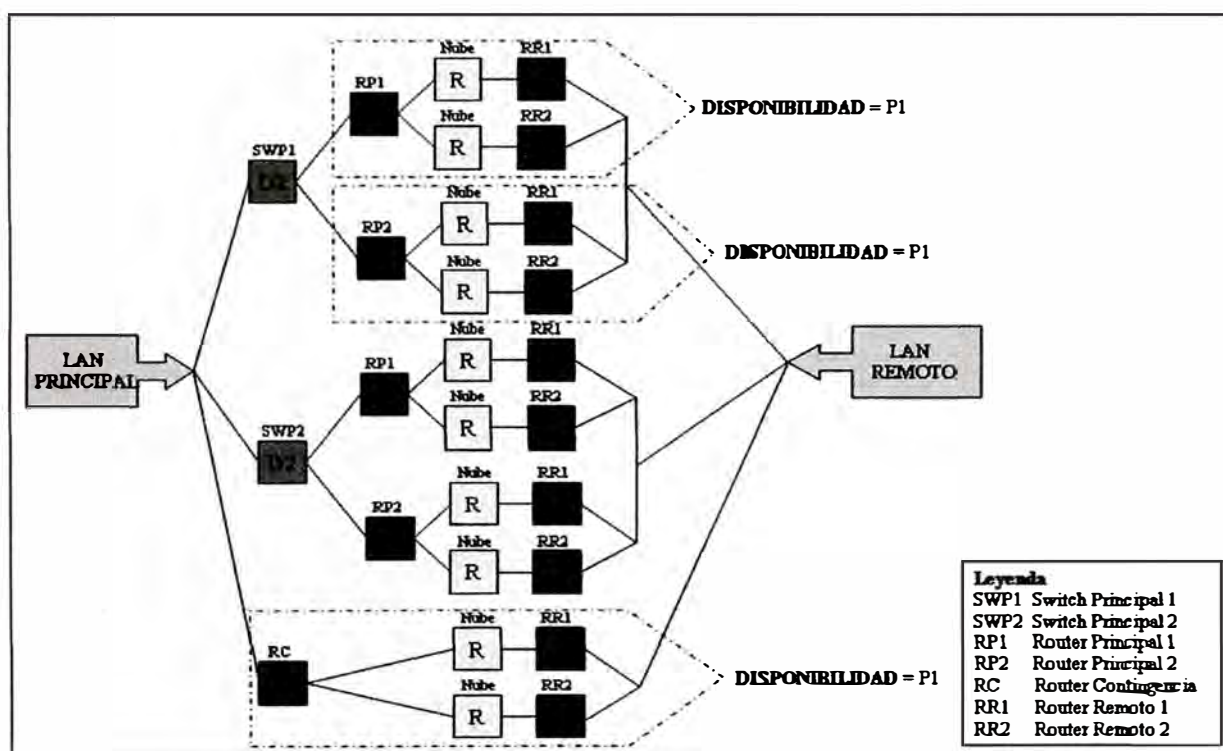 Nube
RR1
RP1
R
DISPONIBILIDAD = P1
Nube
RR2
R
SWP1
D2
Nube
RR1
RP2
R
DISPONIBILIDAD = P1
Nube
RR2
R
Nube
RR1
LAN
PRINCIPAL
RP1
R
LAN
REMOTO
Nube
RR2
R
SWP2
D2
Nube
RR1
RP2
R
Nube
RR2
R
Nube
RR1
RC
R
DISPONIBILIDAD = P1
Nube
RR2
R
Leyenda
SWP1 Switch Principal 1
SWP2 Switch Principal 2
RP1 Router Principal 1
RP2 Router Principal 2
RC Router Contingencia
RR1 Router Remoto 1
RR2 Router Remoto 2